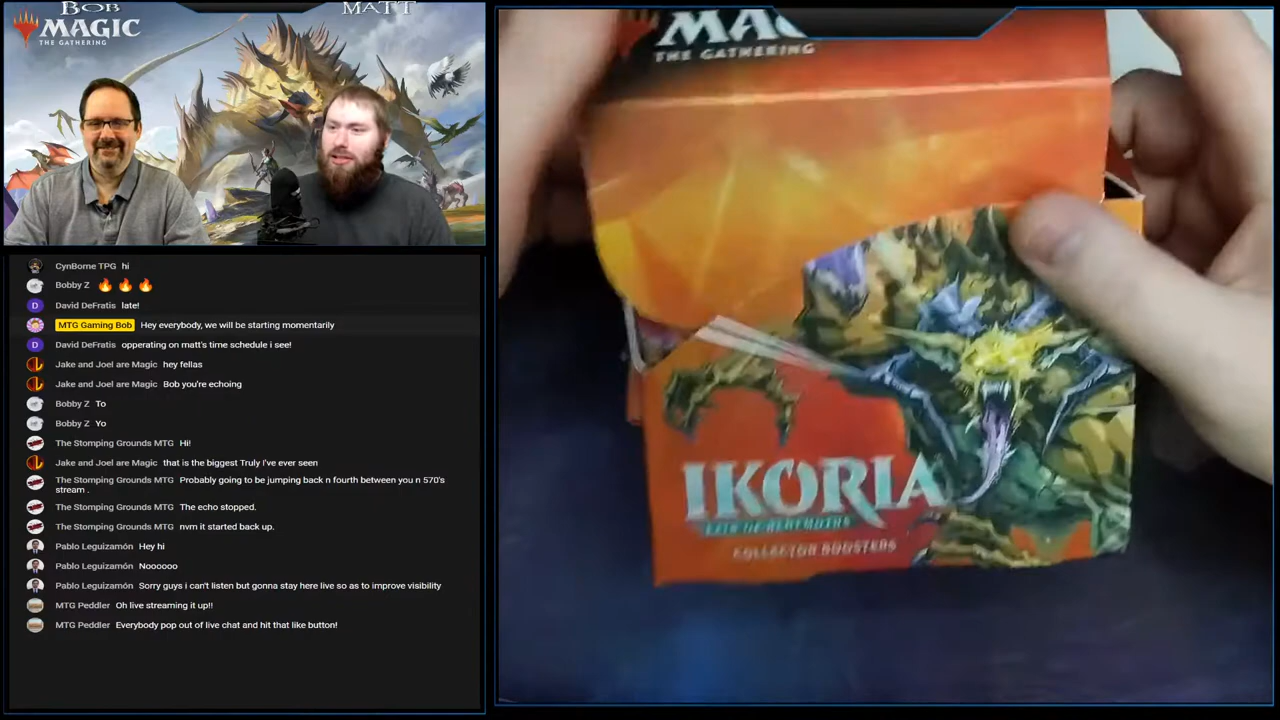 BOB
MATT
MAGIC
THE GATHERING
CynBorne TPG hi
Bobby Z 🔥 🔥 🔥
D David DeFratis late!
MTG Gaming Bob Hey everybody, we will be starting momentarily
D David DeFratis opperating on matt's time schedule i see!
Jake and Joel are Magic hey fellas
Jake and Joel are Magic Bob you're echoing
Bobby Z To
Bobby Z Yo
The Stomping Grounds MTG Hi!
Jake and Joel are Magic that is the biggest Truly I've ever seen
The Stomping Grounds MTG Probably going to be jumping back n fourth between you n 570's
stream .
The Stomping Grounds MTG The echo stopped.
The Stomping Grounds MTG nvm it started back up.
Pablo Leguizamón Hey hi
Pablo Leguizamón Nooooo
Pablo Leguizamón Sorry guys i can't listen but gonna stay here live so as to improve visibility
MTG Peddler Oh live streaming it up!!
MTG Peddler Everybody pop out of live chat and hit that like button!
THE GATHERING
IKORIA
LAIR OF BEHEMOTHS
COLLECTOR BOOSTERS